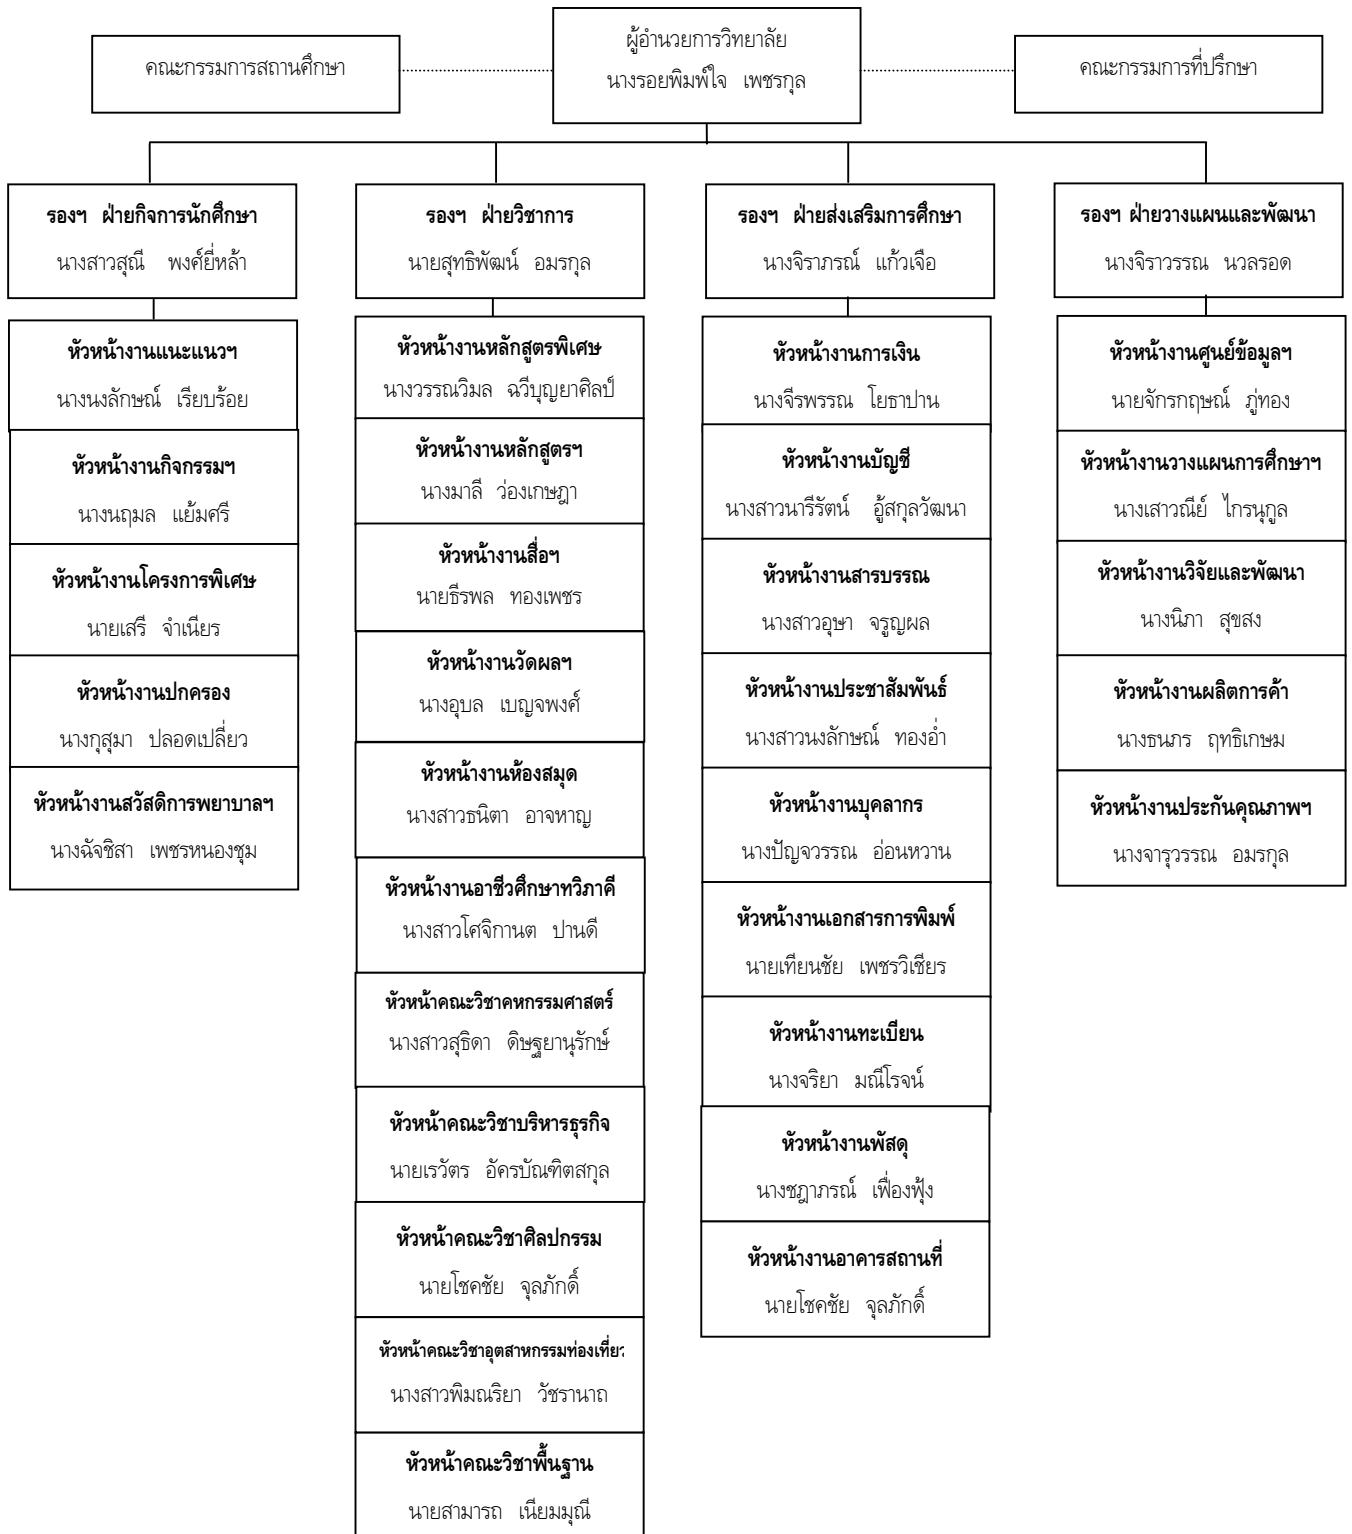 ผู้อำนวยการวิทยาลัย
นางรอยพิมพ์ใจ เพชรกุล
คณะกรรมการสถานศึกษา
คณะกรรมการที่ปรึกษา
รองฯ ฝ่ายกิจการนักศึกษา
นางสาวสุณี พงศ์ยี่หล้า
หัวหน้างานแนะแนวฯ
นางนงลักษณ์ เรียบร้อย
หัวหน้างานกิจกรรมฯ
นางนฤมล แย้มศรี
หัวหน้างานโครงการพิเศษ
นายเสรี จำเนียร
หัวหน้างานปกครอง
นางกุสุมา ปลอดเปลี่ยว
หัวหน้างานสวัสดิการพยาบาลฯ
นางฉัจชิสา เพชรหนองชุม
รองฯ ฝ่ายวิชาการ
นายสุทธิพัฒน์ อมรกุล
หัวหน้างานหลักสูตรพิเศษ
นางวรรณวิมล ฉวีบุญยาศิลป์
หัวหน้างานหลักสูตรฯ
นางมาลี ว่องเกษฎา
หัวหน้างานสื่อฯ
นายธีรพล ทองเพชร
หัวหน้างานวัดผลฯ
นางอุบล เบญจพงศ์
หัวหน้างานห้องสมุด
นางสาวธนิตา อาจหาญ
หัวหน้างานอาชีวศึกษาทวิภาคี
นางสาวโศจิกานต ปานดี
หัวหน้าคณะวิชาคหกรรมศาสตร์
นางสาวสุธิดา ดิษฐยานุรักษ์
หัวหน้าคณะวิชาบริหารธุรกิจ
นายเรวัตร อัครบัณฑิตสกุล
หัวหน้าคณะวิชาศิลปกรรม
นายโชคชัย จุลภักดิ์
หัวหน้าคณะวิชาอุตสาหกรรมท่องเที่ยว
นางสาวพิมณริยา วัชรานาถ
หัวหน้าคณะวิชาพื้นฐาน
นายสามารถ เนียมมุณี
รองฯ ฝ่ายส่งเสริมการศึกษา
นางจิราภรณ์ แก้วเจือ
หัวหน้างานการเงิน
นางจีรพรรณ โยธาปาน
หัวหน้างานบัญชี
นางสาวนารีรัตน์ อู้สกุลวัฒนา
หัวหน้างานสารบรรณ
นางสาวอุษา จรูญผล
หัวหน้างานประชาสัมพันธ์
นางสาวนงลักษณ์ ทองอ่ำ
หัวหน้างานบุคลากร
นางปัญจวรรณ อ่อนหวาน
หัวหน้างานเอกสารการพิมพ์
นายเทียนชัย เพชรวิเชียร
หัวหน้างานทะเบียน
นางจริยา มณีโรจน์
หัวหน้างานพัสดุ
นางชฎาภรณ์ เฟื่องฟุ้ง
หัวหน้างานอาคารสถานที่
นายโชคชัย จุลภักดิ์
รองฯ ฝ่ายวางแผนและพัฒนา
นางจิราวรรณ นวลรอด
หัวหน้างานศูนย์ข้อมูลฯ
นายจักรกฤษณ์ ภู่ทอง
หัวหน้างานวางแผนการศึกษาฯ
นางเสาวณีย์ ไกรนุกูล
หัวหน้างานวิจัยและพัฒนา
นางนิภา สุขสง
หัวหน้างานผลิตการค้า
นางธนภร ฤทธิเกษม
หัวหน้างานประกันคุณภาพฯ
นางจารุวรรณ อมรกุล